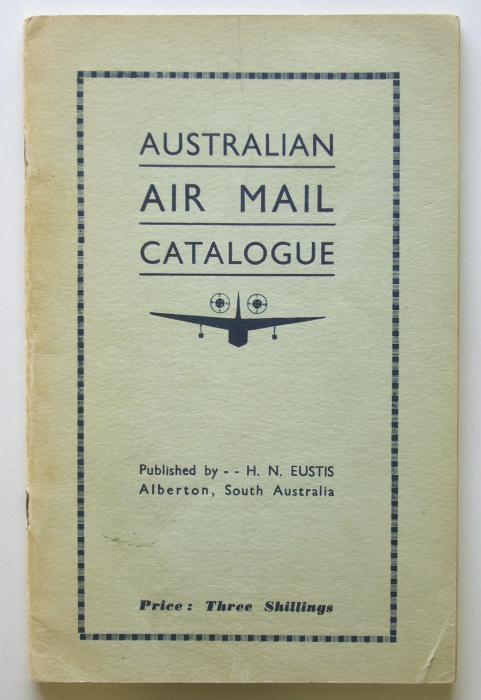 AUSTRALIAN
AIR MAIL
CATALOGUE
Published by - - H. N. EUSTIS
Alberton, South Australia
Price: Three Shillings